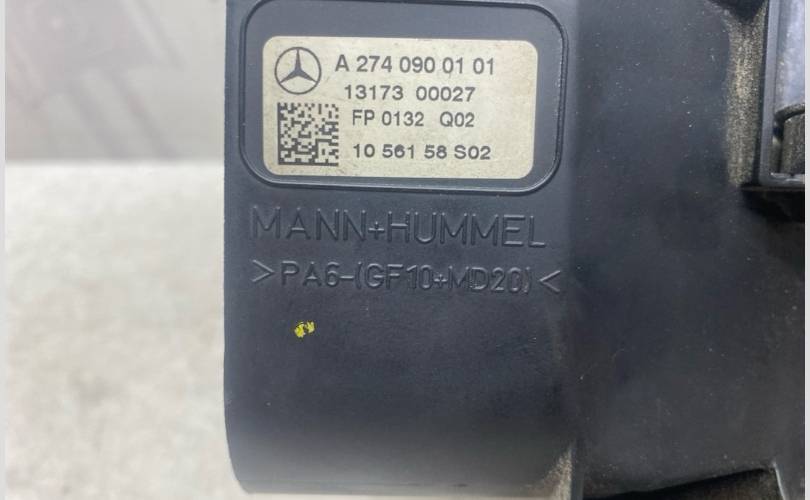 A 274 090 01 01
13173 00027
FP 0132 Q02
10 561 58 S02
MANN+HUMMEL
>PA6-(GF10+MD20)<